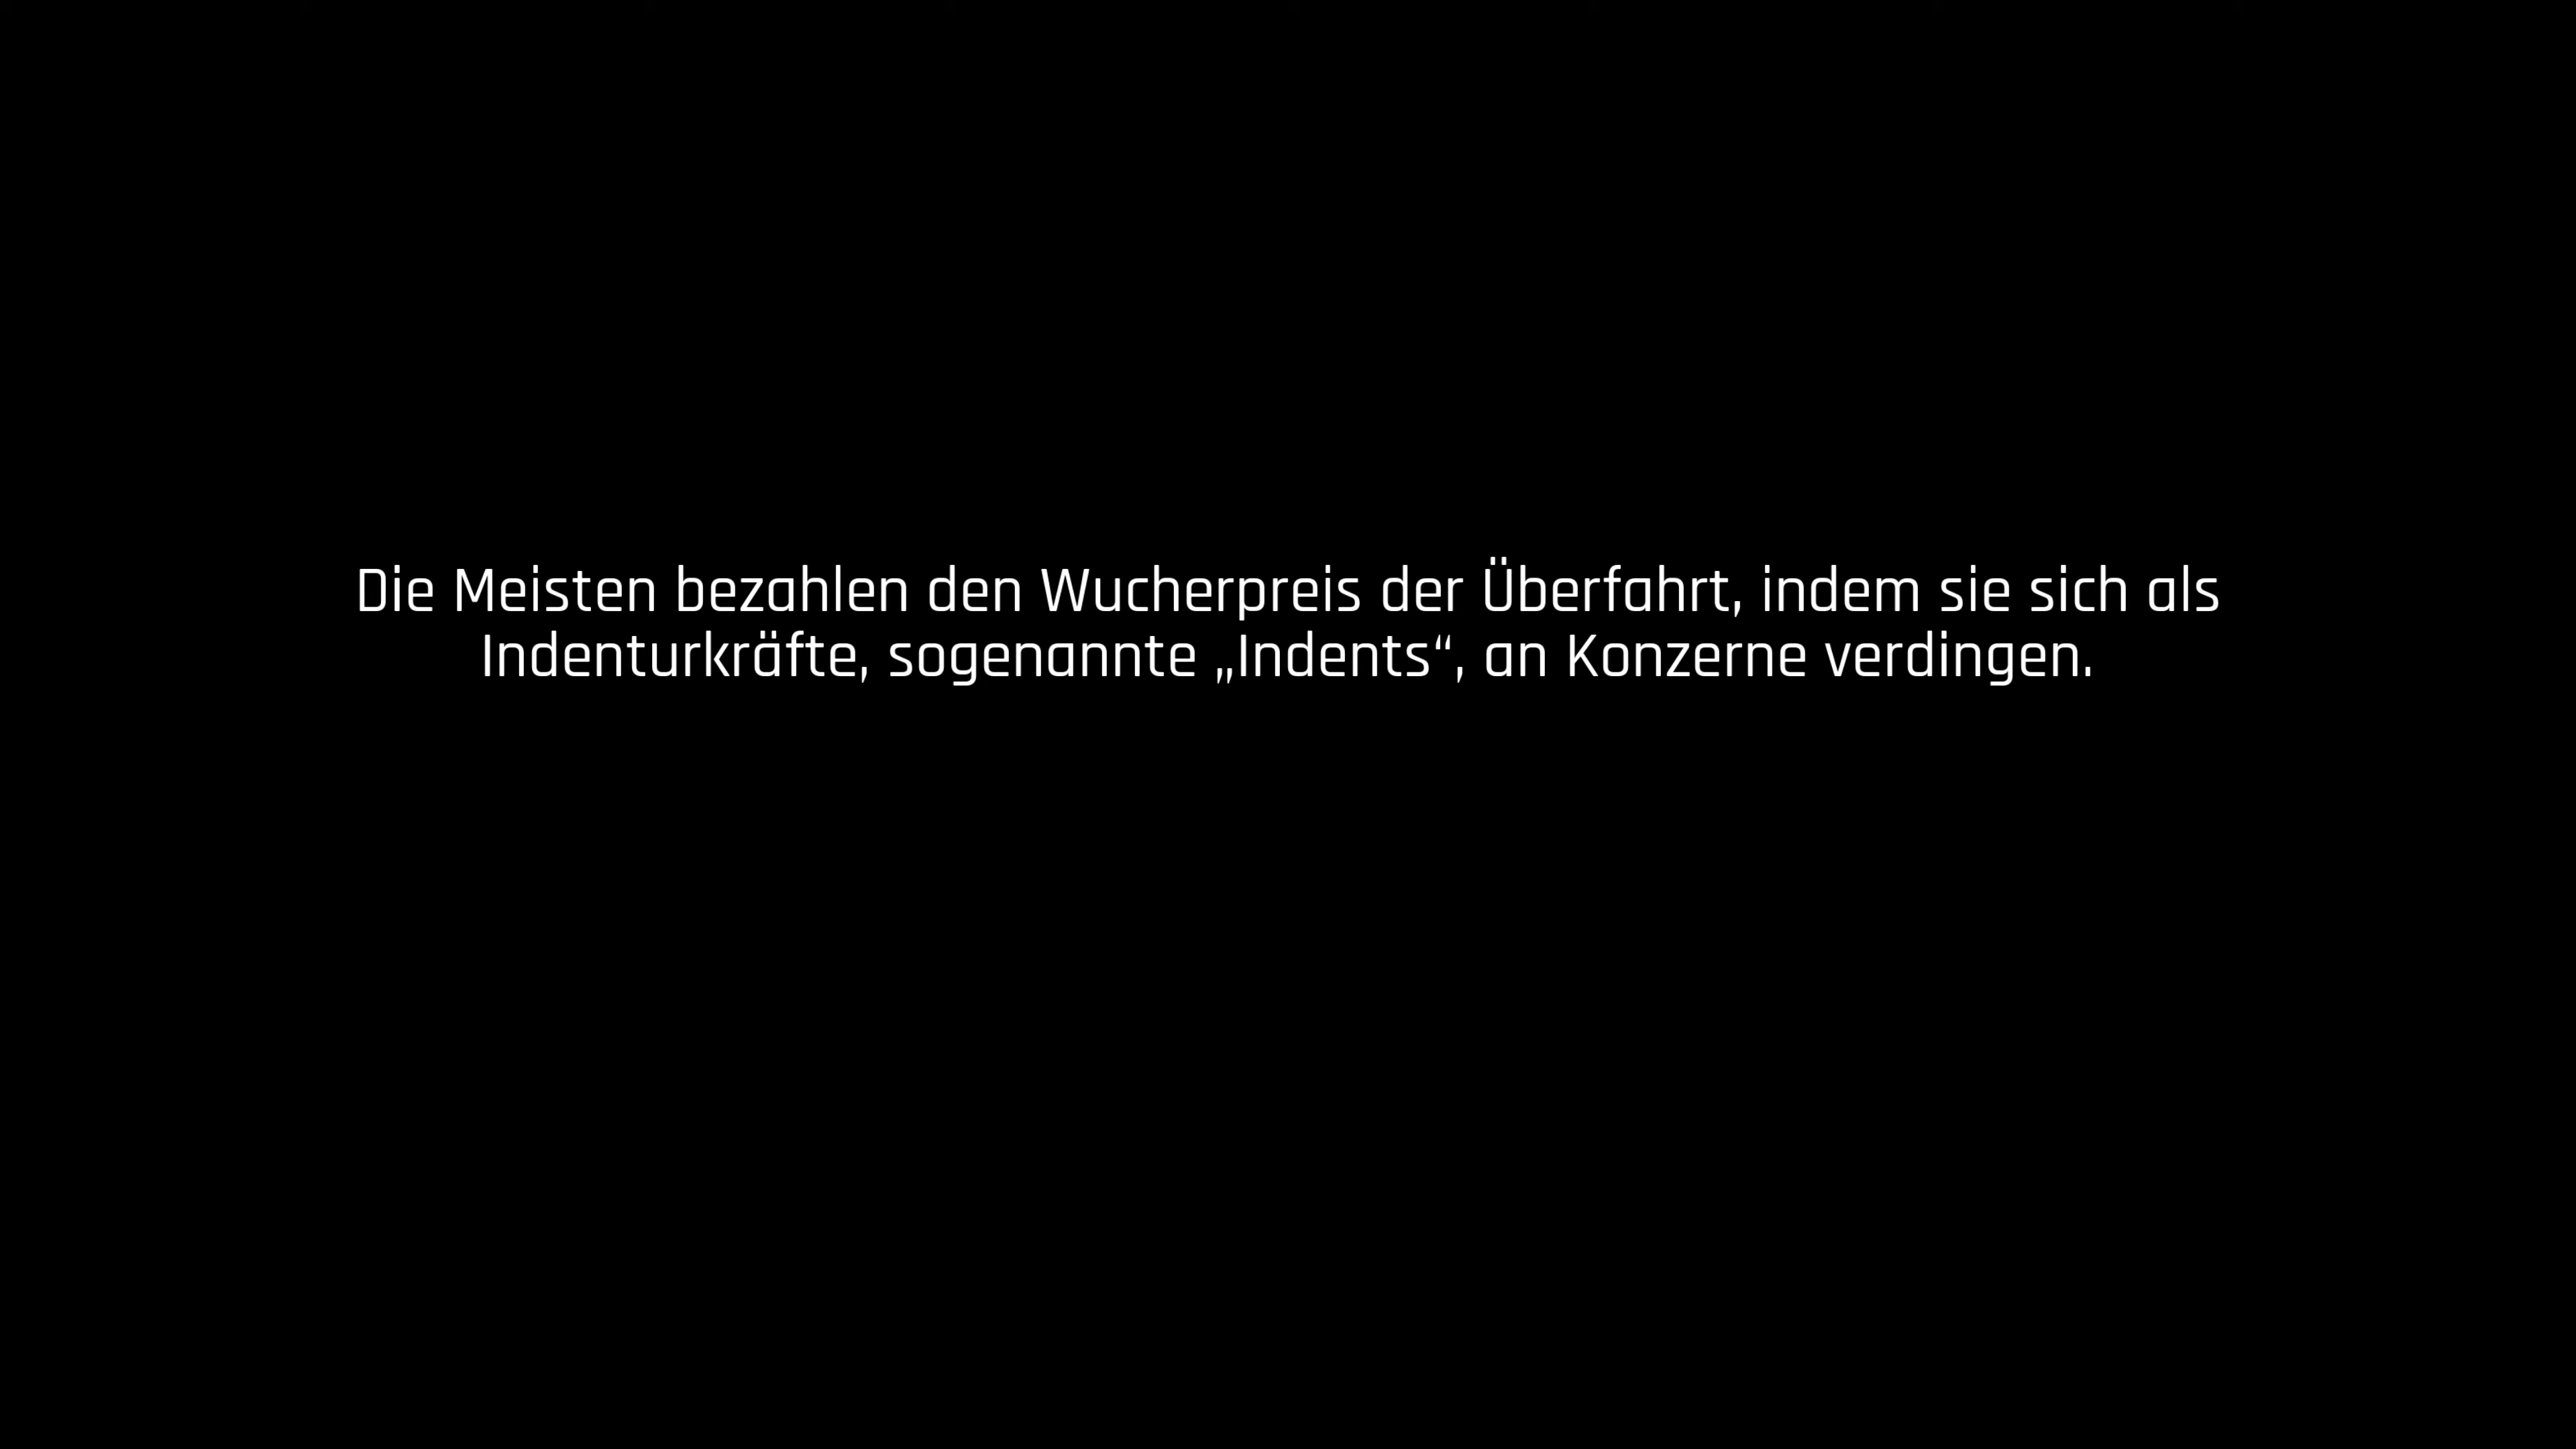 Die Meisten bezahlen den Wucherpreis der Überfahrt, indem sie sich als
Indenturkräfte, sogenannte „Indents“, an Konzerne verdingen.